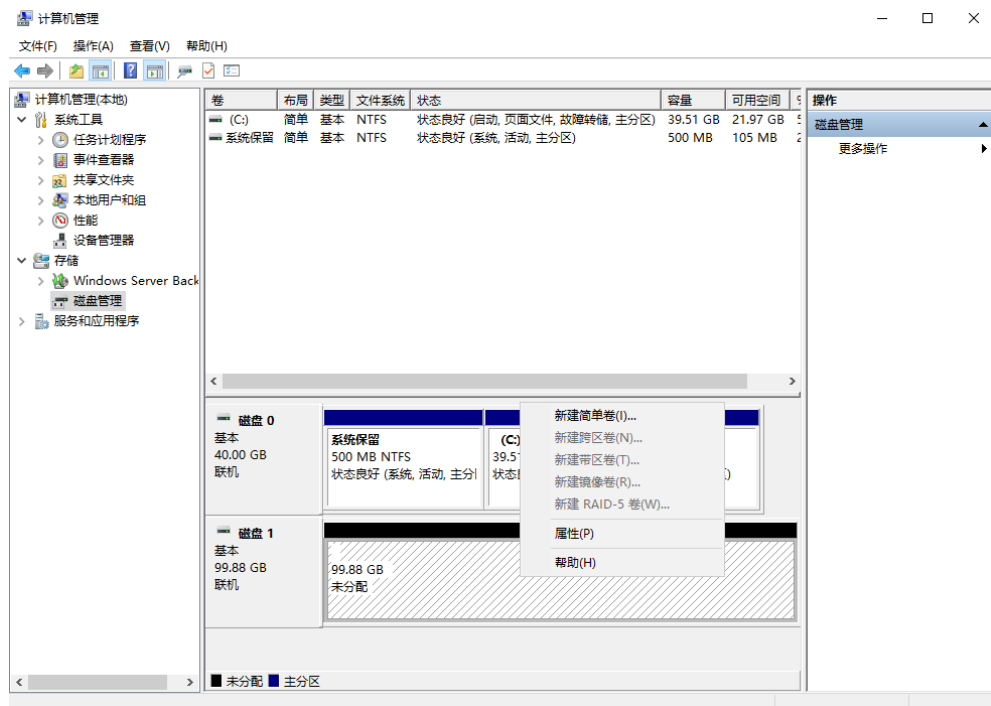 计算机管理
文件(F) 操作(A) 查看(V) 帮助(H)
计算机管理(本地)
系统工具
任务计划程序
事件查看器
共享文件夹
本地用户和组
性能
设备管理器
存储
Windows Server Back
磁盘管理
服务和应用程序
卷 布局 类型 文件系统 状态 容量 可用空间
(C:) 简单 基本 NTFS 状态良好 (启动, 页面文件, 故障转储, 主分区) 39.51 GB 21.97 GB
系统保留 简单 基本 NTFS 状态良好 (系统, 活动, 主分区) 500 MB 105 MB
操作
磁盘管理
更多操作
磁盘 0
基本
40.00 GB
联机
系统保留
500 MB NTFS
状态良好 (系统, 活动, 主分
(C:)
39.5
状态
新建简单卷(I)...
新建跨区卷(N)...
新建带区卷(T)...
新建镜像卷(R)...
新建 RAID-5 卷(W)...
属性(P)
帮助(H)
磁盘 1
基本
99.88 GB
联机
99.88 GB
未分配
未分配 主分区